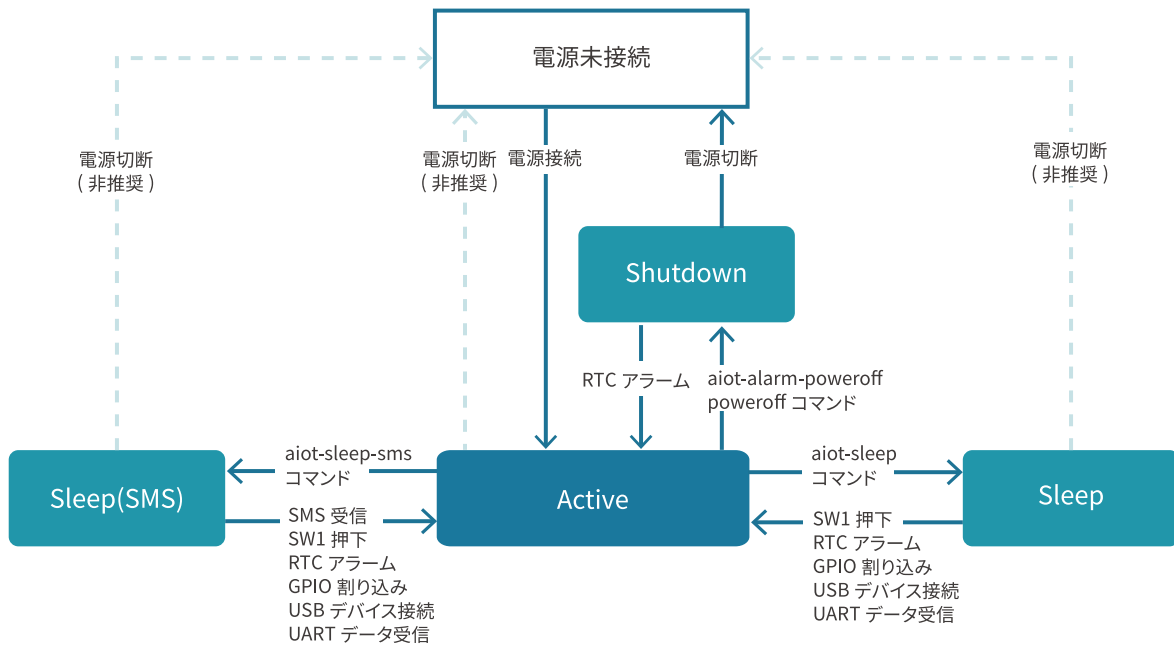 電源未接続
電源切断
( 非推奨 )
電源切断
( 非推奨 )
電源接続
電源切断
電源切断
( 非推奨 )
Shutdown
RTC アラーム
aiot-alarm-poweroff
poweroff コマンド
aiot-sleep-sms
コマンド
aiot-sleep
コマンド
Sleep(SMS)
Active
Sleep
SMS 受信
SW1 押下
RTC アラーム
GPIO 割り込み
USB デバイス接続
UART データ受信
SW1 押下
RTC アラーム
GPIO 割り込み
USB デバイス接続
UART データ受信